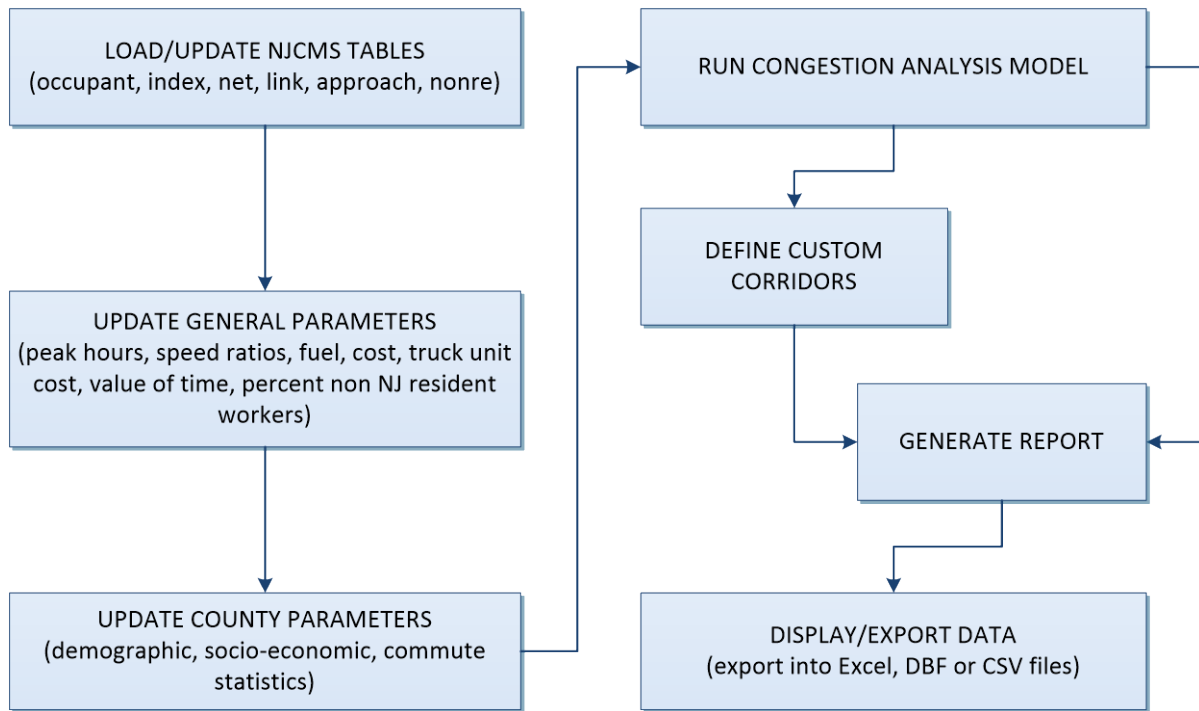 LOAD/UPDATE NJCMS TABLES
(occupant, index, net, link, approach, nonre)
UPDATE GENERAL PARAMETERS
(peak hours, speed ratios, fuel, cost, truck unit
cost, value of time, percent non NJ resident
workers)
UPDATE COUNTY PARAMETERS
(demographic, socio-economic, commute
statistics)
RUN CONGESTION ANALYSIS MODEL
DEFINE CUSTOM
CORRIDORS
GENERATE REPORT
DISPLAY/EXPORT DATA
(export into Excel, DBF or CSV files)